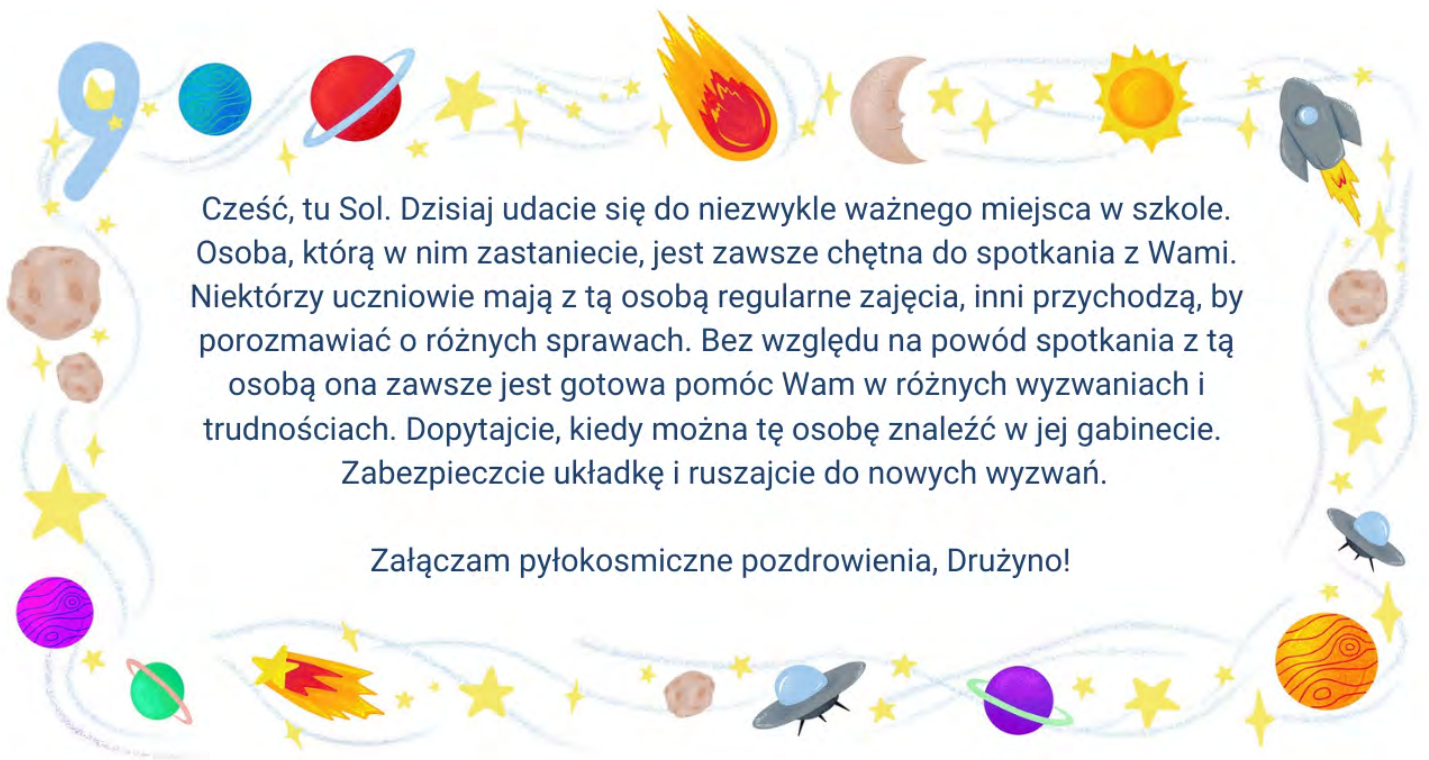 9
Cześć, tu Sol. Dzisiaj udacie się do niezwykle ważnego miejsca w szkole.
Osoba, którą w nim zastaniecie, jest zawsze chętna do spotkania z Wami.
Niektórzy uczniowie mają z tą osobą regularne zajęcia, inni przychodzą, by
porozmawiać o różnych sprawach. Bez względu na powód spotkania z tą
osobą ona zawsze jest gotowa pomóc Wam w różnych wyzwaniach i
trudnościach. Dopytajcie, kiedy można tę osobę znaleźć w jej gabinecie.
Zabezpieczcie układkę i ruszajcie do nowych wyzwań.
Załączam pyłokosmiczne pozdrowienia, Drużyno!